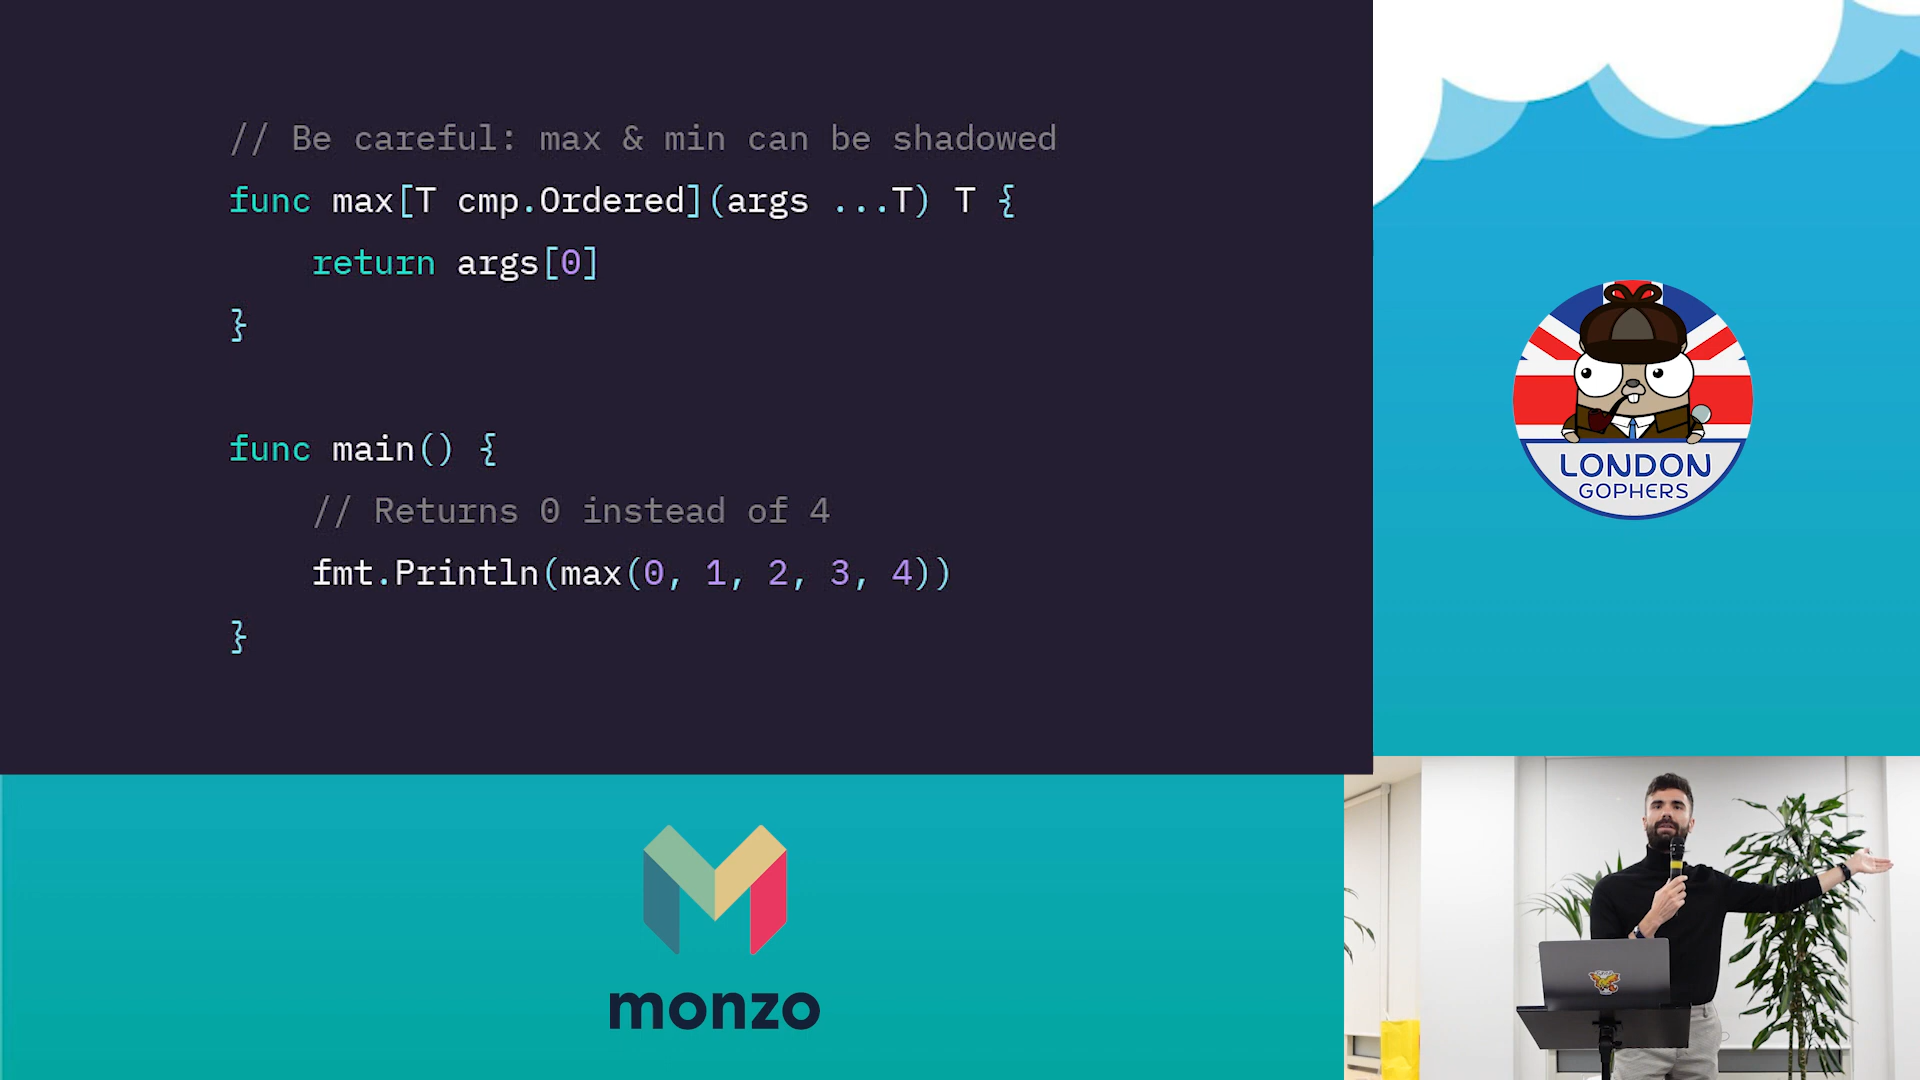 // Be careful: max & min can be shadowed
func max[T cmp.Ordered](args ...T) T {
    return args[0]
}
func main() {
    // Returns 0 instead of 4
    fmt.Println(max(0, 1, 2, 3, 4))
}
LONDON
GOPHERS
monzo